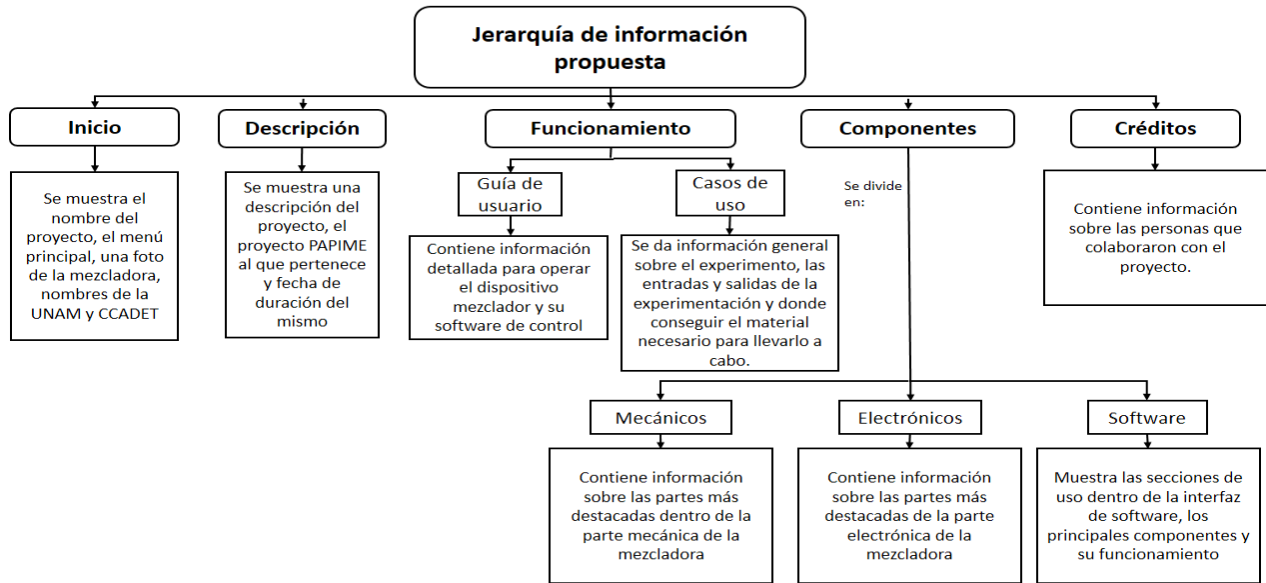 Jerarquía de información
propuesta
Inicio
Descripción
Funcionamiento
Componentes
Créditos
Se muestra el
nombre del
proyecto, el menú
principal, una foto
de la mezcladora,
nombres de la
UNAM y CCADET
Se muestra una
descripción del
proyecto, el
proyecto PAPIME
al que pertenece
y fecha de
duración del
mismo
Guía de
usuario
Casos de
uso
Se divide
en:
Contiene información
sobre las personas que
colaboraron con el
proyecto.
Contiene información
detallada para operar
el dispositivo
mezclador y su
software de control
Se da información general
sobre el experimento, las
entradas y salidas de la
experimentación y donde
conseguir el material
necesario para llevarlo a
cabo.
Mecánicos
Electrónicos
Software
Contiene información
sobre las partes más
destacadas dentro de la
parte mecánica de la
mezcladora
Contiene información
sobre las partes más
destacadas de la parte
electrónica de la
mezcladora
Muestra las secciones de
uso dentro de la interfaz
de software, los
principales componentes y
su funcionamiento